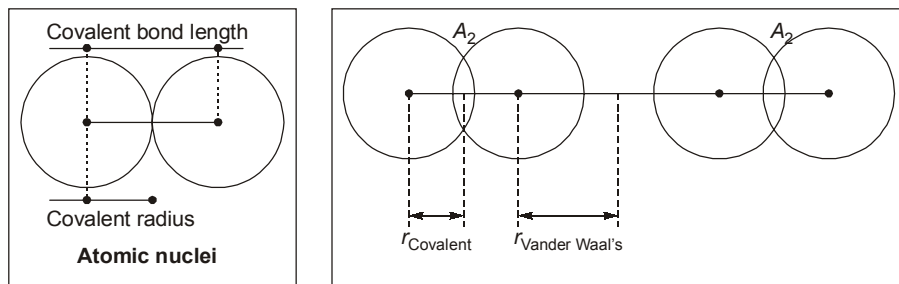 Covalent bond length
Covalent radius
Atomic nuclei
A2
A2
rCovalent
rVander Waal's